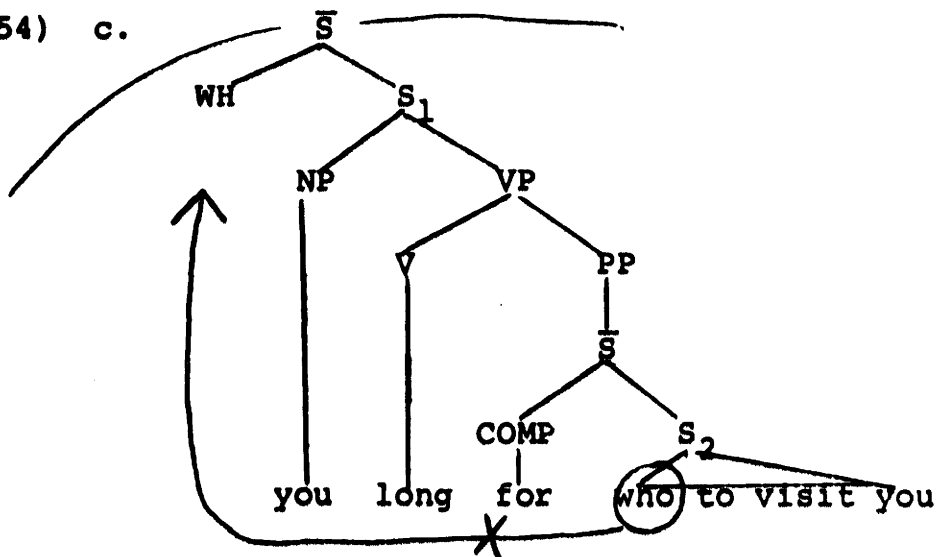 54) c.
S̅
WH S₁
NP VP
V PP
S̅
COMP S₂
you long for who to visit you